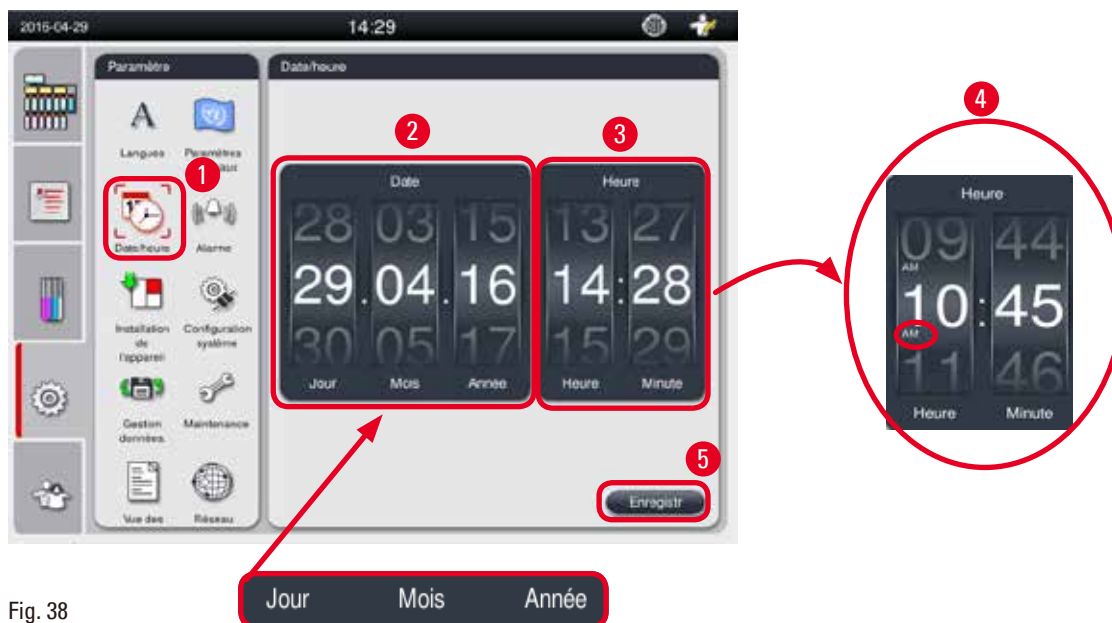 2016-04-29
14:29
Paramètre
Date/heure
Langues
Paramètres
Date/heure
Alarme
Installation
de
l'appareil
Configuration
système
Gestion
données.
Maintenance
Vue des
Réseau
1
2
3
4
5
Date
28 03 15
29.04.16
30 05 17
Jour Mois Année
Heure
13 27
14:28
15 29
Heure Minute
Enregistr
Heure
09 44
AM
10:45
AM
11 46
Heure Minute
Jour Mois Année
Fig. 38